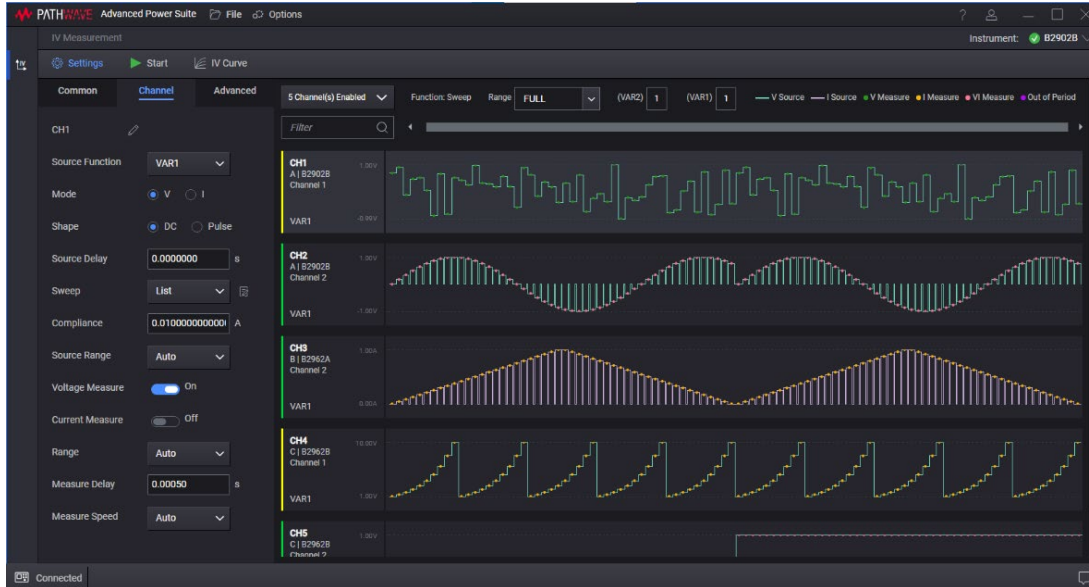 PATHWAVE Advanced Power Suite File Options
IV Measurement Instrument: B2902B
Settings Start IV Curve
Common Channel Advanced
5 Channel(s) Enabled Function: Sweep Range FULL (VAR2) 1 (VAR1) 1 V Source I Source V Measure I Measure VI Measure Out of Period
Filter
CH1
Source Function VAR1
Mode V I
Shape DC Pulse
Source Delay 0.0000000 s
Sweep List
Compliance 0.0100000000000 A
Source Range Auto
Voltage Measure On
Current Measure Off
Range Auto
Measure Delay 0.00050 s
Measure Speed Auto
CH1 1.00V
A | B2902B
Channel 1
VAR1 -0.99V
CH2 1.00V
A | B2902B
Channel 2
VAR1 -1.00V
CH3 1.00A
B | B2962A
Channel 2
VAR1 0.00A
CH4 10.00V
C | B2962B
Channel 1
VAR1 1.00V
CH5 1.00V
C | B2962B
Channel 2
Connected